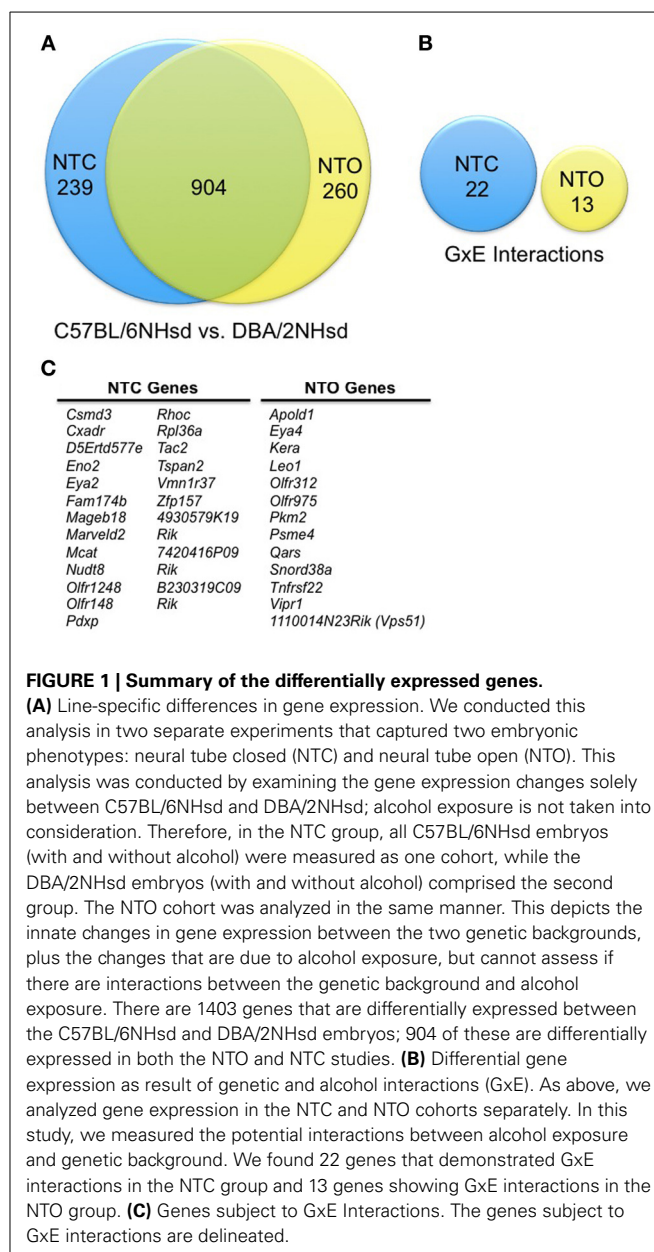 A
B
NTC
239
904
NTO
260
NTC
22
NTO
13
GxE Interactions
C57BL/6NHsd vs. DBA/2NHsd
C
NTC Genes
NTO Genes
Csmd3 Rhoc Apold1
Cxadr Rpl36a Eya4
D5Ertd577e Tac2 Kera
Eno2 Tspan2 Leo1
Eya2 Vmn1r37 Olfr312
Fam174b Zfp157 Olfr975
Mageb18 4930579K19 Pkm2
Marveld2 Rik Psme4
Mcat 7420416P09 Qars
Nudt8 Rik Snord38a
Olfr1248 B230319C09 Tnfrsf22
Olfr148 Rik Vipr1
Pdxp 1110014N23Rik (Vps51)
FIGURE 1 | Summary of the differentially expressed genes.
(A) Line-specific differences in gene expression. We conducted this
analysis in two separate experiments that captured two embryonic
phenotypes: neural tube closed (NTC) and neural tube open (NTO). This
analysis was conducted by examining the gene expression changes solely
between C57BL/6NHsd and DBA/2NHsd; alcohol exposure is not taken into
consideration. Therefore, in the NTC group, all C57BL/6NHsd embryos
(with and without alcohol) were measured as one cohort, while the
DBA/2NHsd embryos (with and without alcohol) comprised the second
group. The NTO cohort was analyzed in the same manner. This depicts the
innate changes in gene expression between the two genetic backgrounds,
plus the changes that are due to alcohol exposure, but cannot assess if
there are interactions between the genetic background and alcohol
exposure. There are 1403 genes that are differentially expressed between
the C57BL/6NHsd and DBA/2NHsd embryos; 904 of these are differentially
expressed in both the NTO and NTC studies. (B) Differential gene
expression as result of genetic and alcohol interactions (GxE). As above, we
analyzed gene expression in the NTC and NTO cohorts separately. In this
study, we measured the potential interactions between alcohol exposure
and genetic background. We found 22 genes that demonstrated GxE
interactions in the NTC group and 13 genes showing GxE interactions in the
NTO group. (C) Genes subject to GxE Interactions. The genes subject to
GxE interactions are delineated.